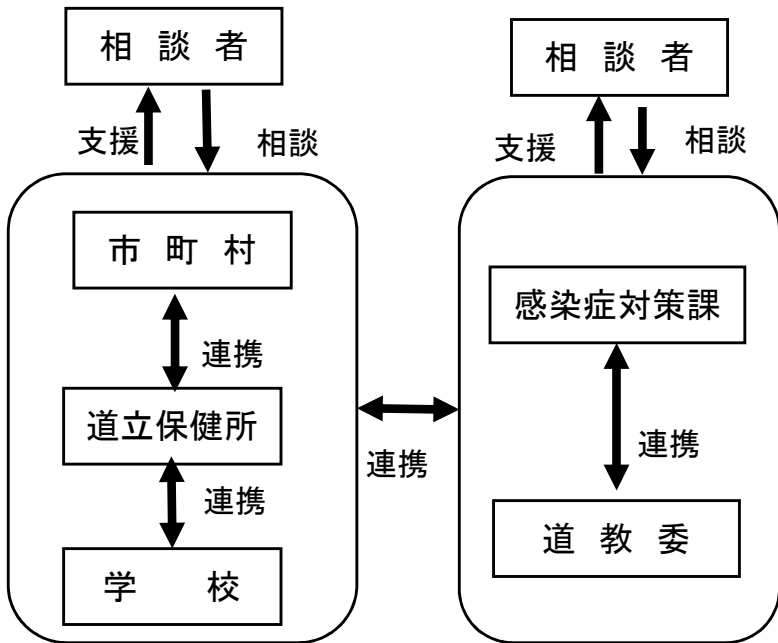 相 談 者
支援
相談
市 町 村
連携
道立保健所
連携
学 校
連携
相 談 者
支援
相談
感染症対策課
連携
道 教 委